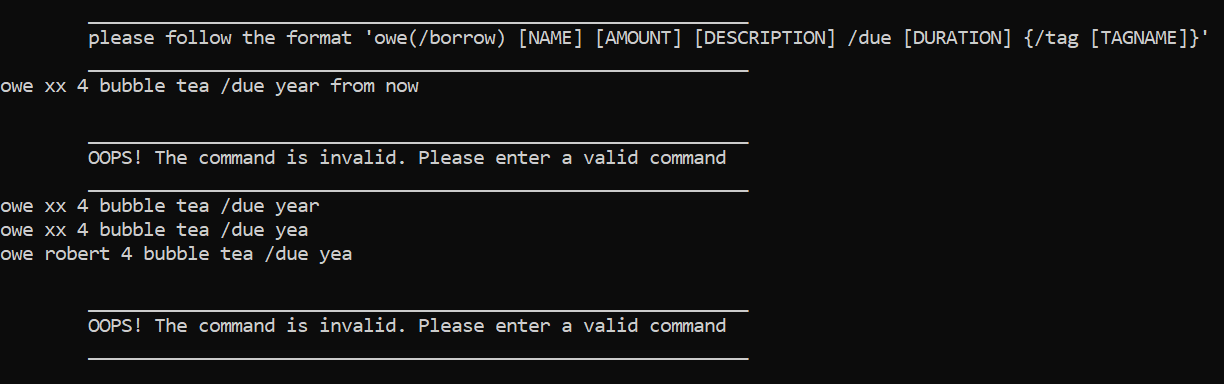 please follow the format 'owe(/borrow) [NAME] [AMOUNT] [DESCRIPTION] /due [DURATION] {/tag [TAGNAME]}'
owe xx 4 bubble tea /due year from now
OOPS! The command is invalid. Please enter a valid command
owe xx 4 bubble tea /due year
owe xx 4 bubble tea /due yea
owe robert 4 bubble tea /due yea
OOPS! The command is invalid. Please enter a valid command